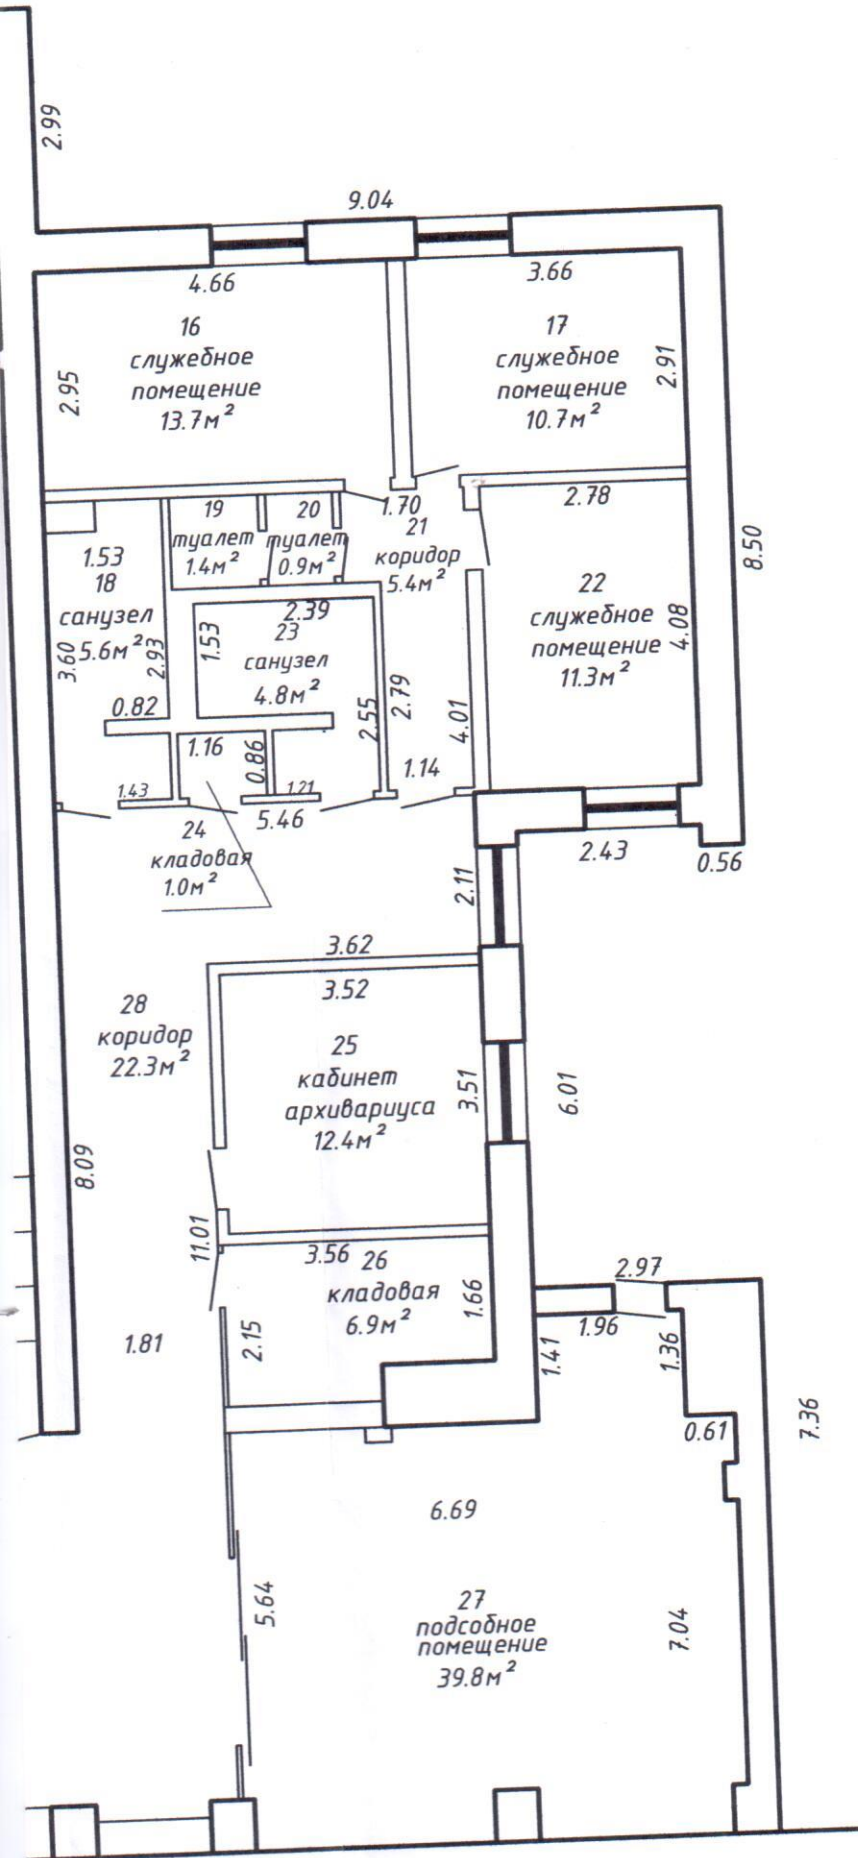 2.99
9.04
4.66
3.66
16
служебное
помещение
13.7м²
2.95
17
служебное
помещение
10.7м²
2.91
8.50
19
туалет
1.4м²
20
туалет
0.9м²
1.70
21
коридор
5.4м²
2.78
1.53
18
санузел
5.6м²
3.60
2.93
0.82
1.53
2.39
23
санузел
4.8м²
2.55
2.79
4.01
22
служебное
помещение
11.3м²
4.08
1.16
0.86
1.43
1.21
1.14
5.46
24
кладовая
1.0м²
2.11
2.43
0.56
3.62
3.52
28
коридор
22.3м²
25
кабинет
архивариуса
12.4м²
3.51
6.01
8.09
11.01
3.56
26
кладовая
6.9м²
1.66
2.15
1.81
2.97
1.96
1.41
1.36
0.61
7.36
6.69
5.64
27
подсобное
помещение
39.8м²
7.04